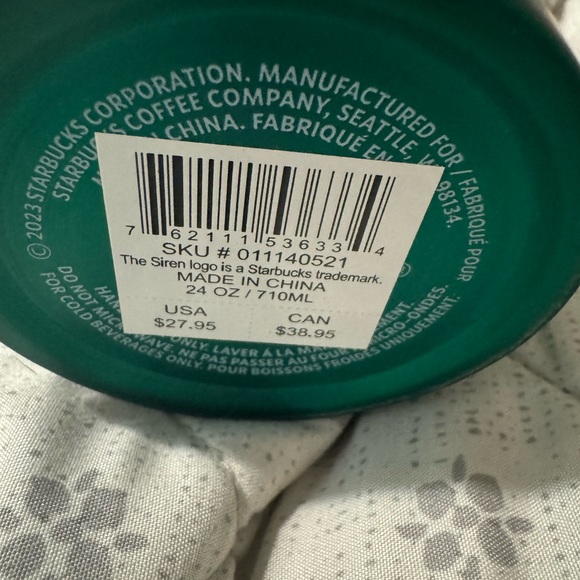 © 2023 STARBUCKS CORPORATION. MANUFACTURED FOR / FABRIQUÉ POUR
STARBUCKS COFFEE COMPANY, SEATTLE, W 98134.
CHINA. FABRIQUÉ EN
7 62111 53633 4
SKU # 011140521
The Siren logo is a Starbucks trademark.
MADE IN CHINA
24 OZ / 710ML
USA CAN
$27.95 $38.95
ONLY. LAVER À LA
DO NOT MICROWAVE. NE PAS PASSER AU FOUR MICRO-ONDES.
FOR COLD BEVERAGES ONLY. POUR BOISSONS FROIDES UNIQUEMENT.